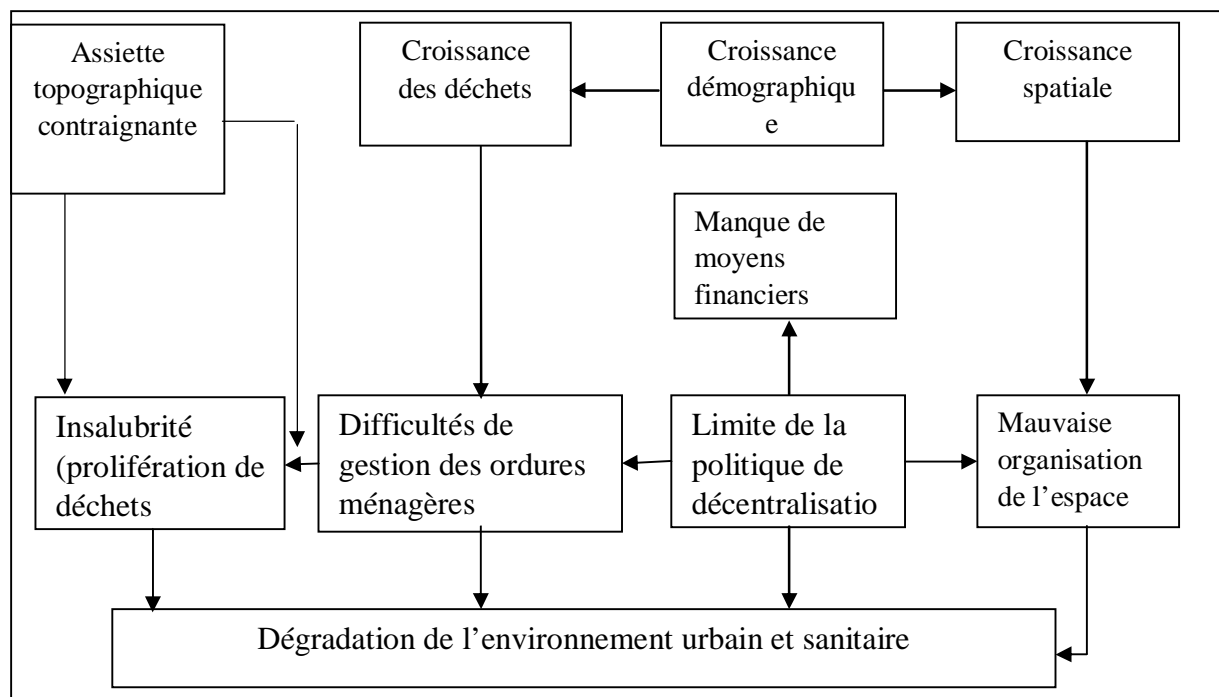 Assiette
topographique
contraignante
Croissance
des déchets
Croissance
démographiqu
e
Croissance
spatiale
Manque de
moyens
financiers
Insalubrité
(prolifération de
déchets
Difficultés de
gestion des ordures
ménagères
Limite de la
politique de
décentralisatio
Mauvaise
organisation
de l’espace
Dégradation de l’environnement urbain et sanitaire